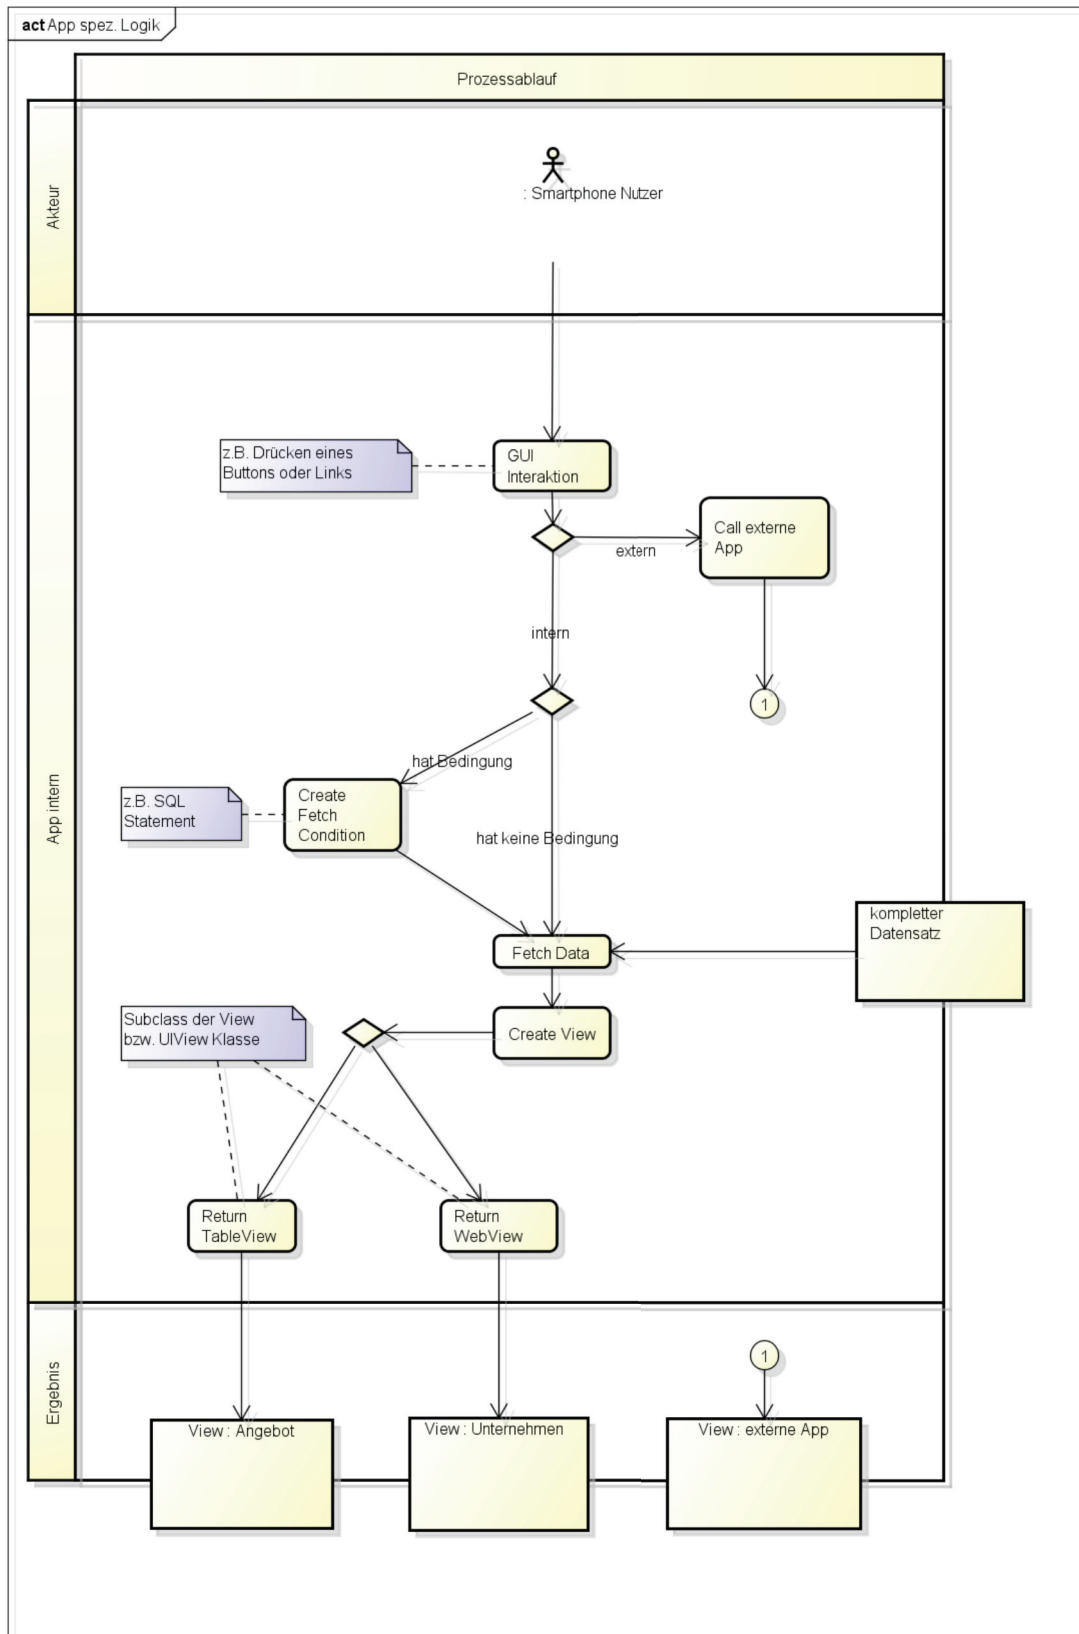 act App spez. Logik
Prozessablauf
Akteur
: Smartphone Nutzer
App intern
z.B. Drücken eines
Buttons oder Links
GUI
Interaktion
Call externe
App
extern
intern
1
hat Bedingung
z.B. SQL
Statement
Create
Fetch
Condition
hat keine Bedingung
kompletter
Datensatz
Fetch Data
Subclass der View
bzw. UIView Klasse
Create View
Return
TableView
Return
WebView
Ergebnis
1
View : Angebot
View : Unternehmen
View : externe App